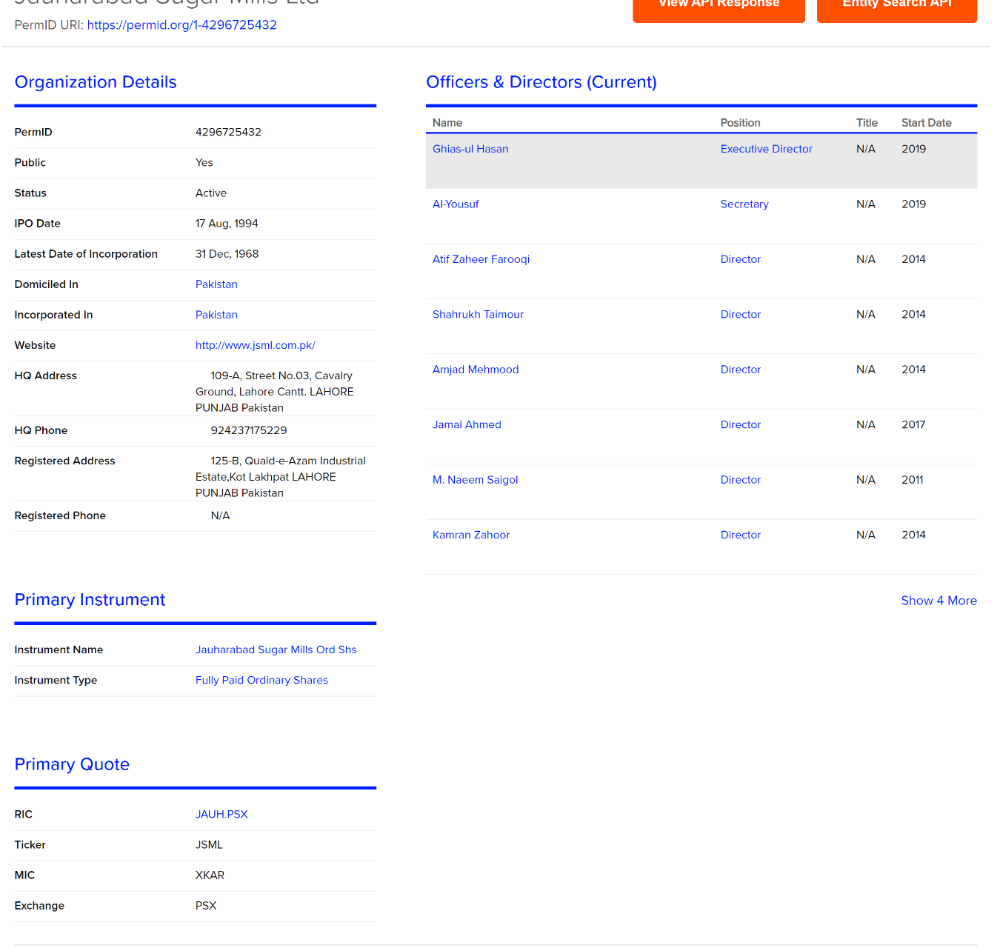 Jauharabad Sugar Mills Ltd
View API Response
Entity Search API
PermID URI: https://permid.org/1-4296725432
Organization Details
PermID 4296725432
Public Yes
Status Active
IPO Date 17 Aug, 1994
Latest Date of Incorporation 31 Dec, 1968
Domiciled In Pakistan
Incorporated In Pakistan
Website http://www.jsml.com.pk/
HQ Address 109-A, Street No.03, Cavalry
Ground, Lahore Cantt. LAHORE
PUNJAB Pakistan
HQ Phone 924237175229
Registered Address 125-B, Quaid-e-Azam Industrial
Estate,Kot Lakhpat LAHORE
PUNJAB Pakistan
Registered Phone N/A
Primary Instrument
Instrument Name Jauharabad Sugar Mills Ord Shs
Instrument Type Fully Paid Ordinary Shares
Primary Quote
RIC JAUH.PSX
Ticker JSML
MIC XKAR
Exchange PSX
Officers & Directors (Current)
Name Position Title Start Date
Ghias-ul Hasan Executive Director N/A 2019
Al-Yousuf Secretary N/A 2019
Atif Zaheer Farooqi Director N/A 2014
Shahrukh Taimour Director N/A 2014
Amjad Mehmood Director N/A 2014
Jamal Ahmed Director N/A 2017
M. Naeem Saigol Director N/A 2011
Kamran Zahoor Director N/A 2014
Show 4 More